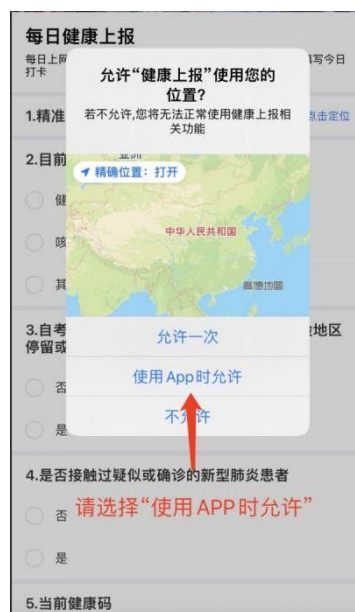 每日健康上报
每日上网
写今日
打卡
允许“健康上报”使用您的
位置?
若不允许,您将无法正常使用健康上报相
关功能
1.精准
点击定位
2.目前
亚洲
精确位置：打开
健
中华人民共和国
咳
其
高德地图
3.自考
地区
停留或
允许一次
使用 App 时允许
否
不允许
是
4.是否接触过疑似或确诊的新型肺炎患者
否
请选择“使用 APP 时允许”
是
5.当前健康码